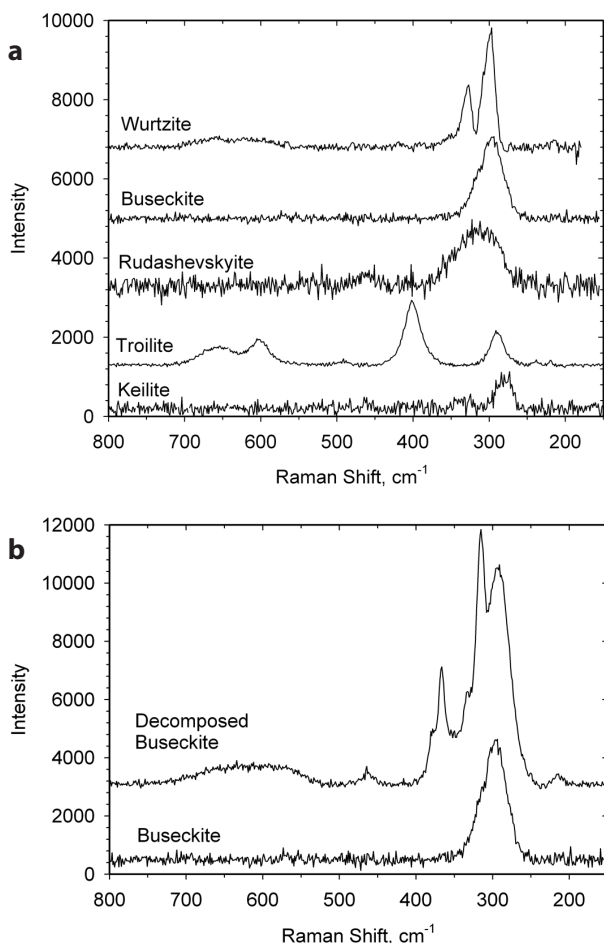 a
10000
8000
6000
4000
2000
0
Intensity
Wurtzite
Buseckite
Rudashevskyite
Troilite
Keilite
800 700 600 500 400 300 200
Raman Shift, cm⁻¹
b
12000
10000
8000
6000
4000
2000
0
Intensity
Decomposed
Buseckite
Buseckite
800 700 600 500 400 300 200
Raman Shift, cm⁻¹